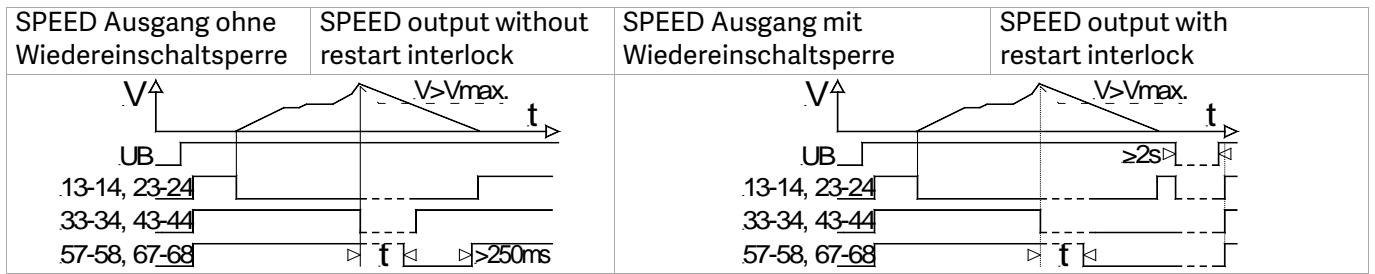 SPEED Ausgang ohne
Wiedereinschaltsperre
SPEED output without
restart interlock
SPEED Ausgang mit
Wiedereinschaltsperre
SPEED output with
restart interlock
V
V>Vmax.
t
UB
13-14, 23-24
33-34, 43-44
57-58, 67-68
t
>250ms
V
V>Vmax.
t
UB
≥2s
13-14, 23-24
33-34, 43-44
57-58, 67-68
t